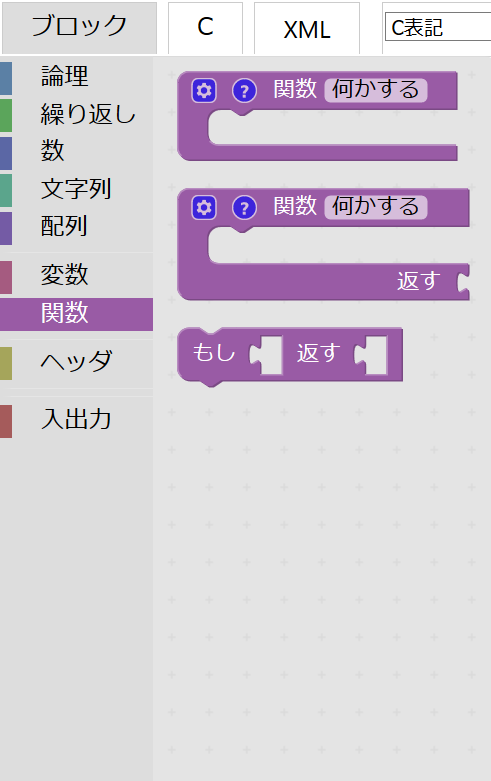 ブロック
C
XML
C表記
論理
繰り返し
数
文字列
配列
変数
関数
ヘッダ
入出力
? 関数 何かする
? 関数 何かする
返す
もし 返す